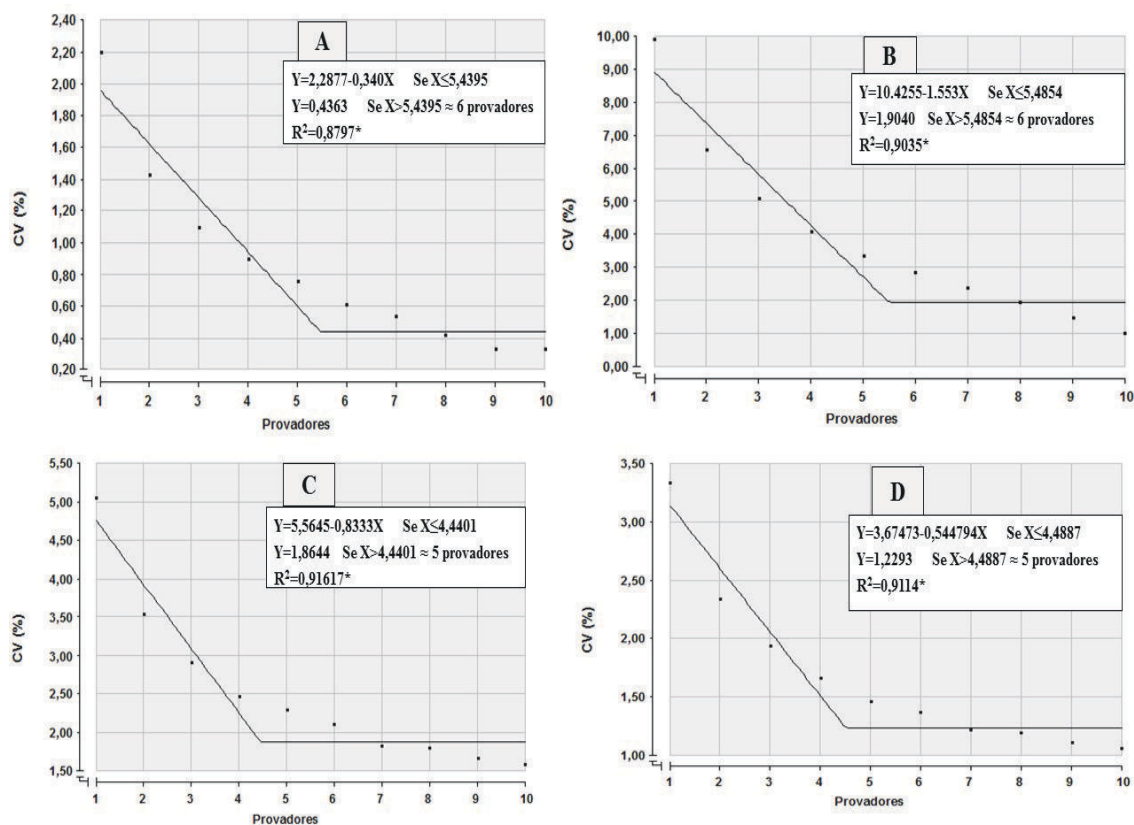 A
Y=2,2877-0,340X Se X≤5,4395
Y=0,4363 Se X>5,4395 ≈ 6 provadores
R²=0,8797*
2,40
2,20
2,00
1,80
1,60
1,40
1,20
1,00
0,80
0,60
0,40
0,20
CV (%)
1 2 3 4 5 6 7 8 9 10
Provadores
B
Y=10.4255-1.553X Se X≤5,4854
Y=1,9040 Se X>5,4854 ≈ 6 provadores
R²=0,9035*
10,00
9,00
8,00
7,00
6,00
5,00
4,00
3,00
2,00
1,00
0,00
CV (%)
1 2 3 4 5 6 7 8 9 10
Provadores
C
Y=5,5645-0,8333X Se X≤4,4401
Y=1,8644 Se X>4,4401 ≈ 5 provadores
R²=0,91617*
5,50
5,00
4,50
4,00
3,50
3,00
2,50
2,00
1,50
CV (%)
1 2 3 4 5 6 7 8 9 10
Provadores
D
Y=3,67473-0,544794X Se X≤4,4887
Y=1,2293 Se X>4,4887 ≈ 5 provadores
R²=0,9114*
3,50
3,00
2,50
2,00
1,50
1,00
CV (%)
1 2 3 4 5 6 7 8 9 10
Provadores